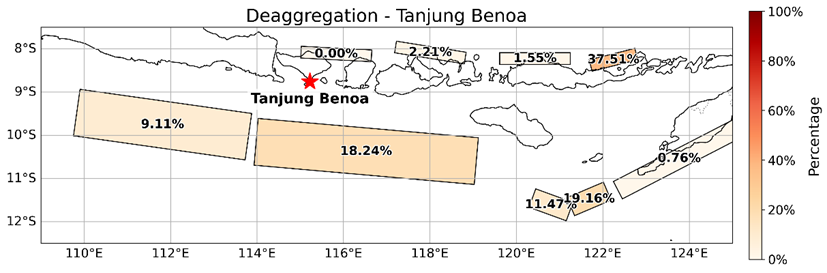 Deaggregation - Tanjung Benoa
100%
8°S
0.00%
2.21%
1.55%
37.51%
80%
9°S
Tanjung Benoa
60%
10°S
9.11%
18.24%
0.76%
40%
11°S
11.47%
19.16%
20%
12°S
0%
110°E
112°E
114°E
116°E
118°E
120°E
122°E
124°E
Percentage